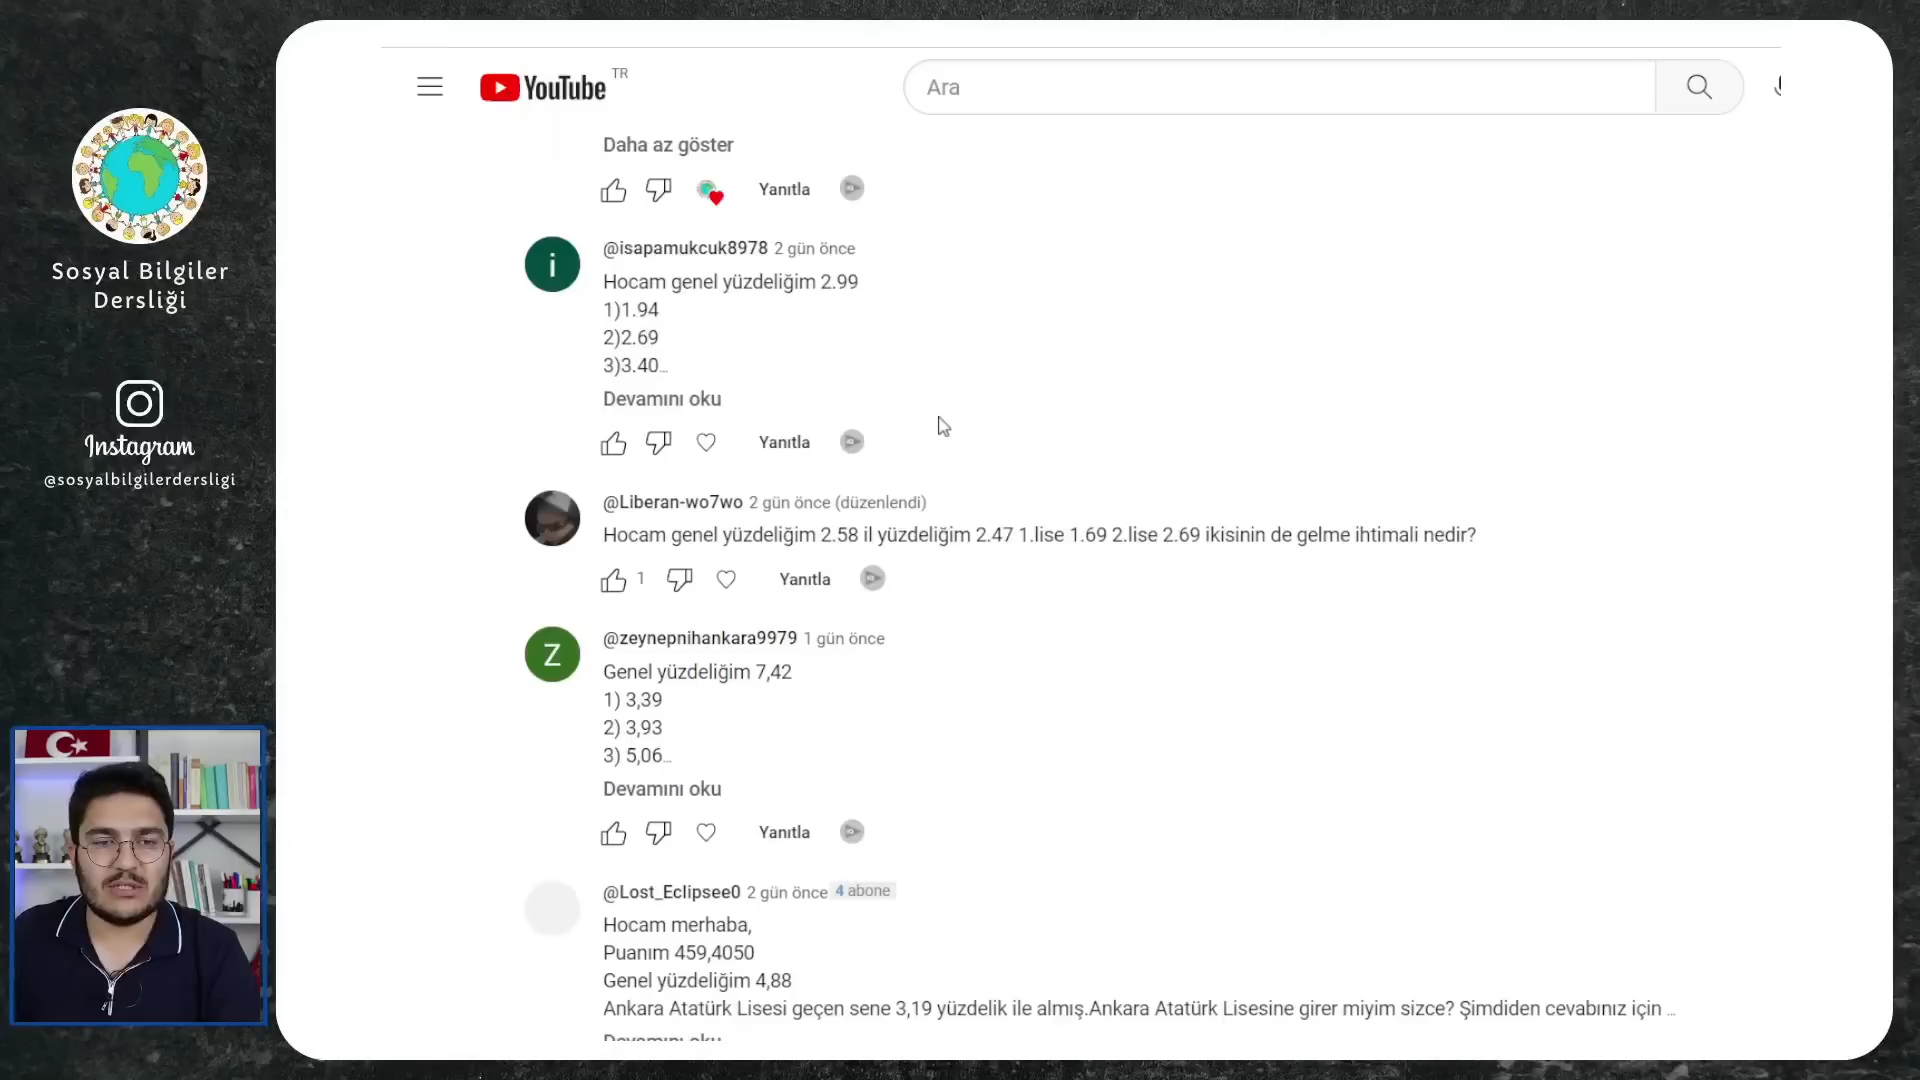 Sosyal Bilgiler
Dersliği
Instagram
@sosyalbilgilerdersligi
YouTube TR
Ara
Daha az göster
Yanıtla
i
@isapamukcuk8978 2 gün önce
Hocam genel yüzdeliğim 2.99
1)1.94
2)2.69
3)3.40...
Devamını oku
Yanıtla
@Liberan-wo7wo 2 gün önce (düzenlendi)
Hocam genel yüzdeliğim 2.58 il yüzdeliğim 2.47 1.lise 1.69 2.lise 2.69 ikisinin de gelme ihtimali nedir?
1 Yanıtla
Z
@zeynepnihankara9979 1 gün önce
Genel yüzdeliğim 7,42
1) 3,39
2) 3,93
3) 5,06...
Devamını oku
Yanıtla
@Lost_Eclipsee0 2 gün önce 4 abone
Hocam merhaba,
Puanım 459,4050
Genel yüzdeliğim 4,88
Ankara Atatürk Lisesi geçen sene 3,19 yüzdelik ile almış.Ankara Atatürk Lisesine girer miyim sizce? Şimdiden cevabınız için ...
Devamını oku